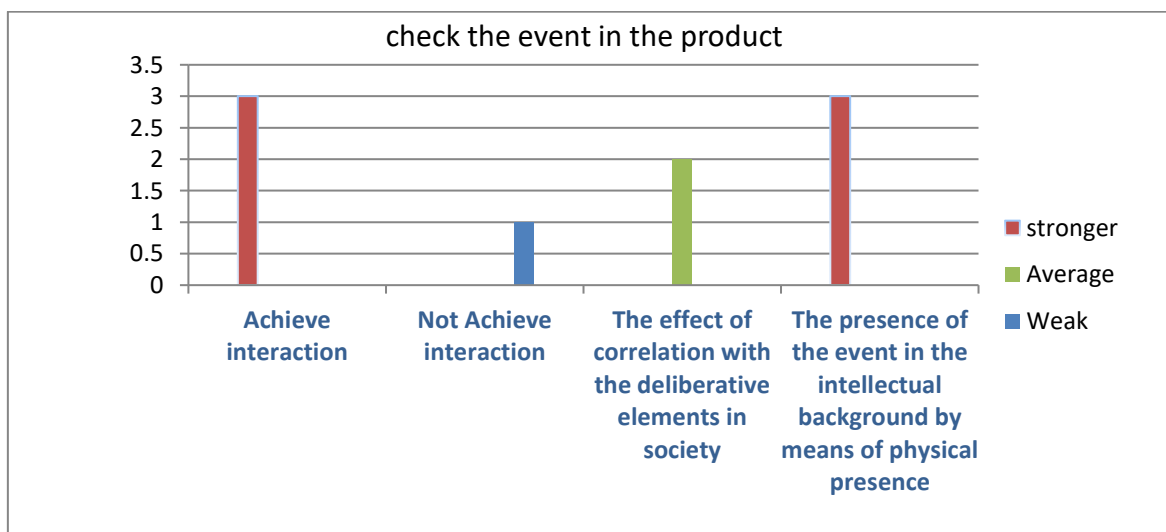 check the event in the product
3.5
3
2.5
2
1.5
1
0.5
0
Achieve
interaction
Not Achieve
interaction
The effect of
correlation with
the deliberative
elements in
society
The presence of
the event in the
intellectual
background by
means of physical
presence
stronger
Average
Weak